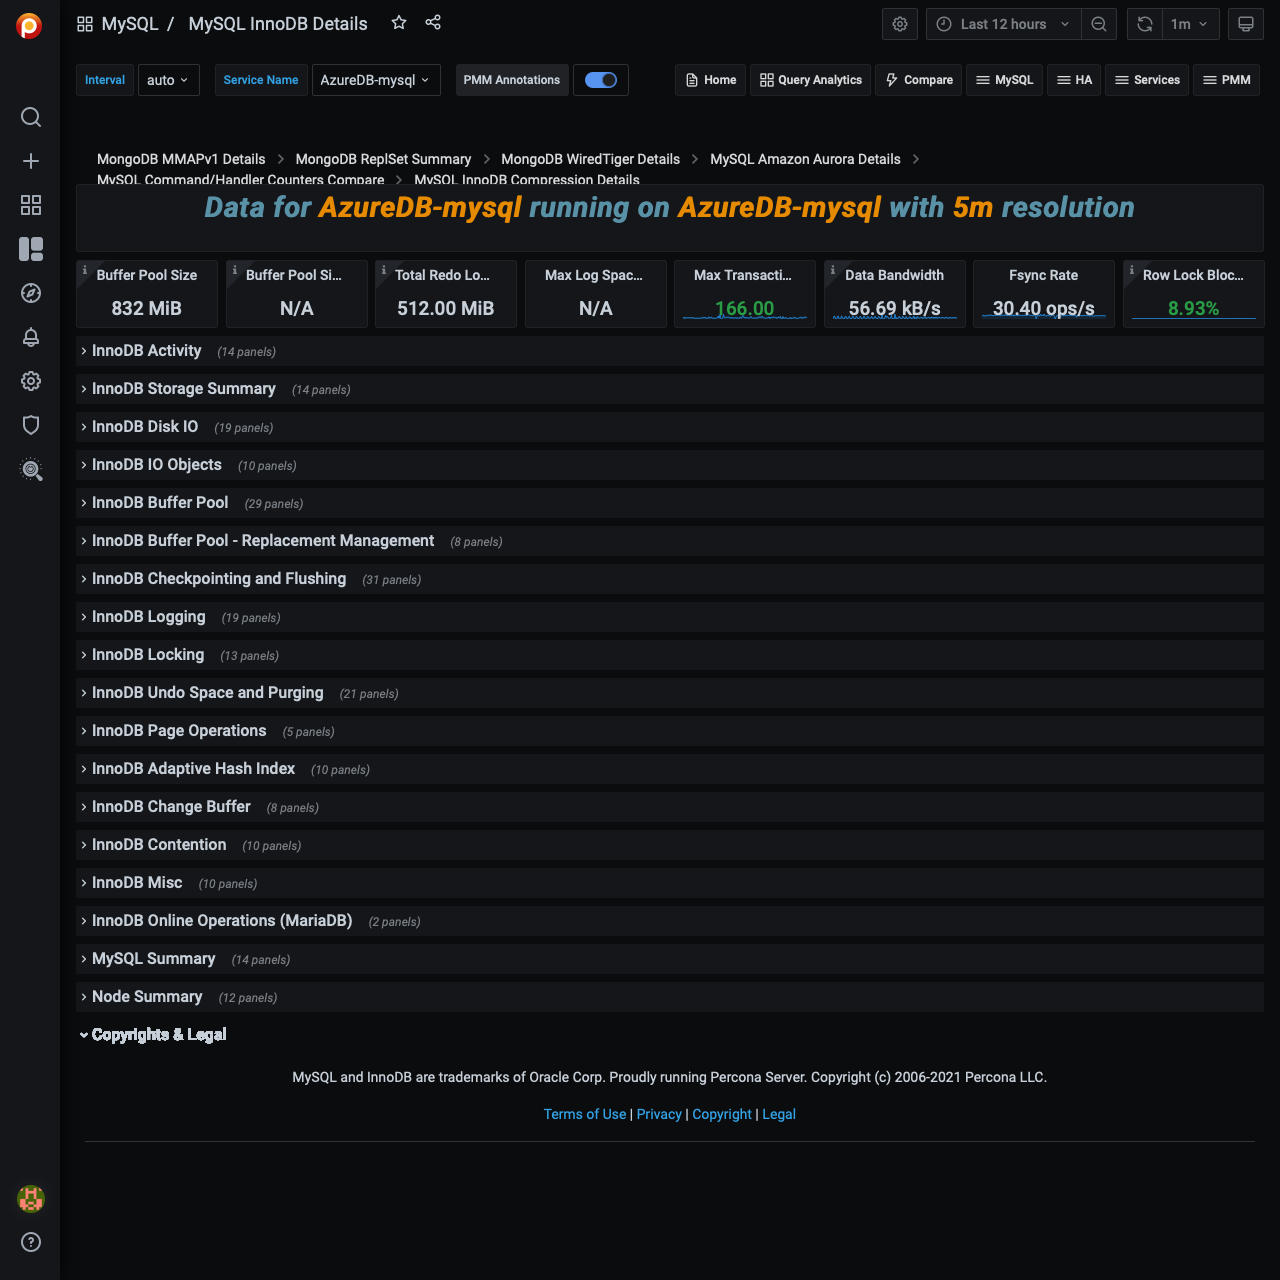 MySQL / MySQL InnoDB Details
Last 12 hours
1m
Interval auto Service Name AzureDB-mysql PMM Annotations Home Query Analytics Compare MySQL HA Services PMM
MongoDB MMAPv1 Details > MongoDB ReplSet Summary > MongoDB WiredTiger Details > MySQL Amazon Aurora Details >
MySQL Command/Handler Counters Compare > MySQL InnoDB Compression Details
Data for AzureDB-mysql running on AzureDB-mysql with 5m resolution
Buffer Pool Size
832 MiB
Buffer Pool Si...
N/A
Total Redo Lo...
512.00 MiB
Max Log Spac...
N/A
Max Transacti...
166.00
Data Bandwidth
56.69 kB/s
Fsync Rate
30.40 ops/s
Row Lock Bloc...
8.93%
InnoDB Activity (14 panels)
InnoDB Storage Summary (14 panels)
InnoDB Disk IO (19 panels)
InnoDB IO Objects (10 panels)
InnoDB Buffer Pool (29 panels)
InnoDB Buffer Pool - Replacement Management (8 panels)
InnoDB Checkpointing and Flushing (31 panels)
InnoDB Logging (19 panels)
InnoDB Locking (13 panels)
InnoDB Undo Space and Purging (21 panels)
InnoDB Page Operations (5 panels)
InnoDB Adaptive Hash Index (10 panels)
InnoDB Change Buffer (8 panels)
InnoDB Contention (10 panels)
InnoDB Misc (10 panels)
InnoDB Online Operations (MariaDB) (2 panels)
MySQL Summary (14 panels)
Node Summary (12 panels)
Copyrights & Legal
MySQL and InnoDB are trademarks of Oracle Corp. Proudly running Percona Server. Copyright (c) 2006-2021 Percona LLC.
Terms of Use | Privacy | Copyright | Legal